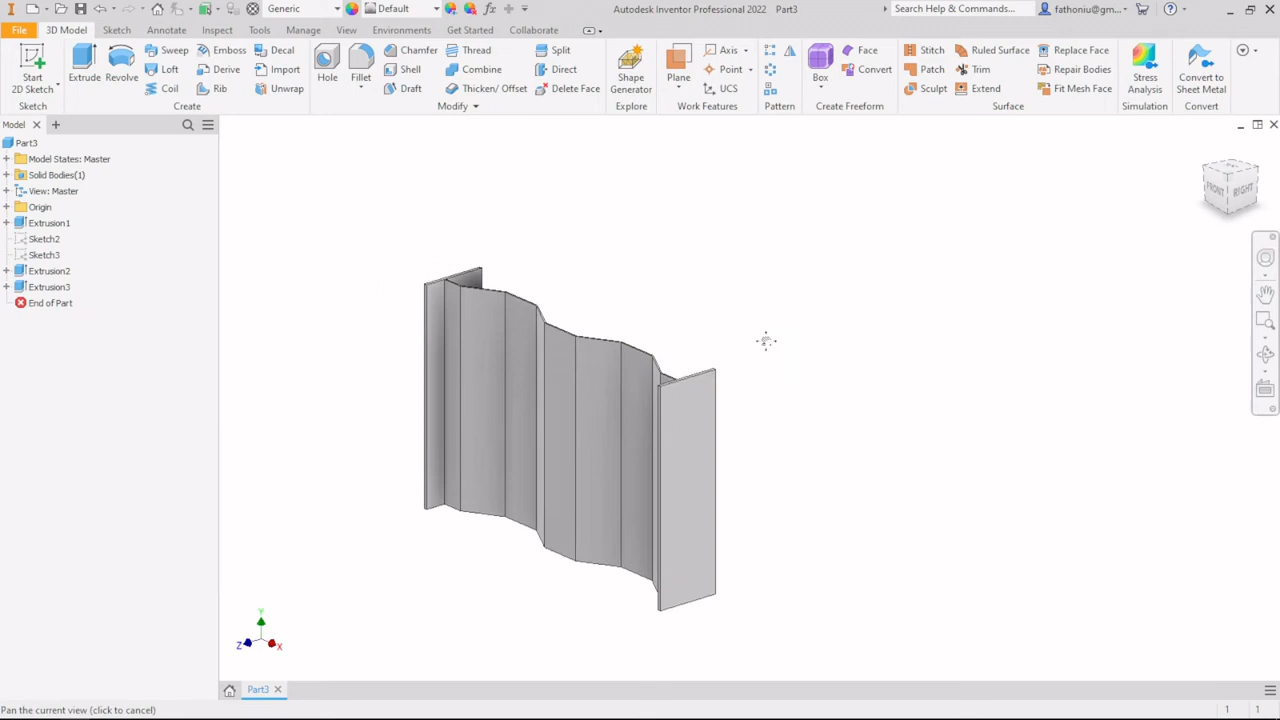 Generic
Default
Autodesk Inventor Professional 2022 Part3
Search Help & Commands...
fathoniu@gm...
File 3D Model Sketch Annotate Inspect Tools Manage View Environments Get Started Collaborate
Start
2D Sketch
Sketch
Extrude
Revolve
Sweep
Loft
Coil
Emboss
Derive
Rib
Decal
Import
Unwrap
Create
Hole
Fillet
Chamfer
Shell
Draft
Thread
Combine
Thicken/ Offset
Split
Direct
Delete Face
Modify
Shape
Generator
Explore
Plane
Axis
Point
UCS
Work Features
Pattern
Box
Face
Convert
Create Freeform
Stitch
Patch
Sculpt
Ruled Surface
Trim
Extend
Replace Face
Repair Bodies
Fit Mesh Face
Surface
Stress
Analysis
Simulation
Convert to
Sheet Metal
Convert
Model
Part3
Model States: Master
Solid Bodies(1)
View: Master
Origin
Extrusion1
Sketch2
Sketch3
Extrusion2
Extrusion3
End of Part
FRONT RIGHT
Y
Z
X
Part3
Pan the current view (click to cancel)
1 1